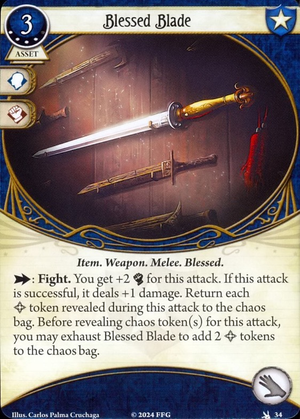 Blessed Blade
3
ASSET
Item. Weapon. Melee. Blessed.
: Fight. You get +2 for this attack. If this attack
is successful, it deals +1 damage. Return each
token revealed during this attack to the chaos
bag. Before revealing chaos token(s) for this attack,
you may exhaust Blessed Blade to add 2 tokens
to the chaos bag.
Illus. Carlos Palma Cruchaga
© 2024 FFG
34